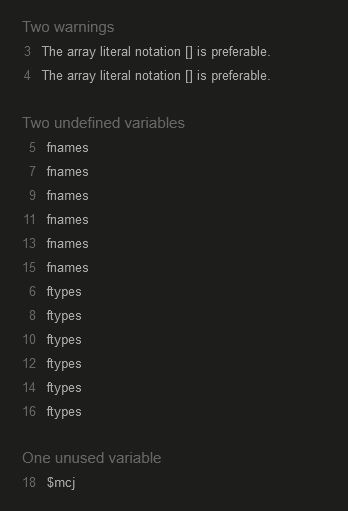 Two warnings
3 The array literal notation [] is preferable.
4 The array literal notation [] is preferable.
Two undefined variables
5 fnames
7 fnames
9 fnames
11 fnames
13 fnames
15 fnames
6 ftypes
8 ftypes
10 ftypes
12 ftypes
14 ftypes
16 ftypes
One unused variable
18 $mcj